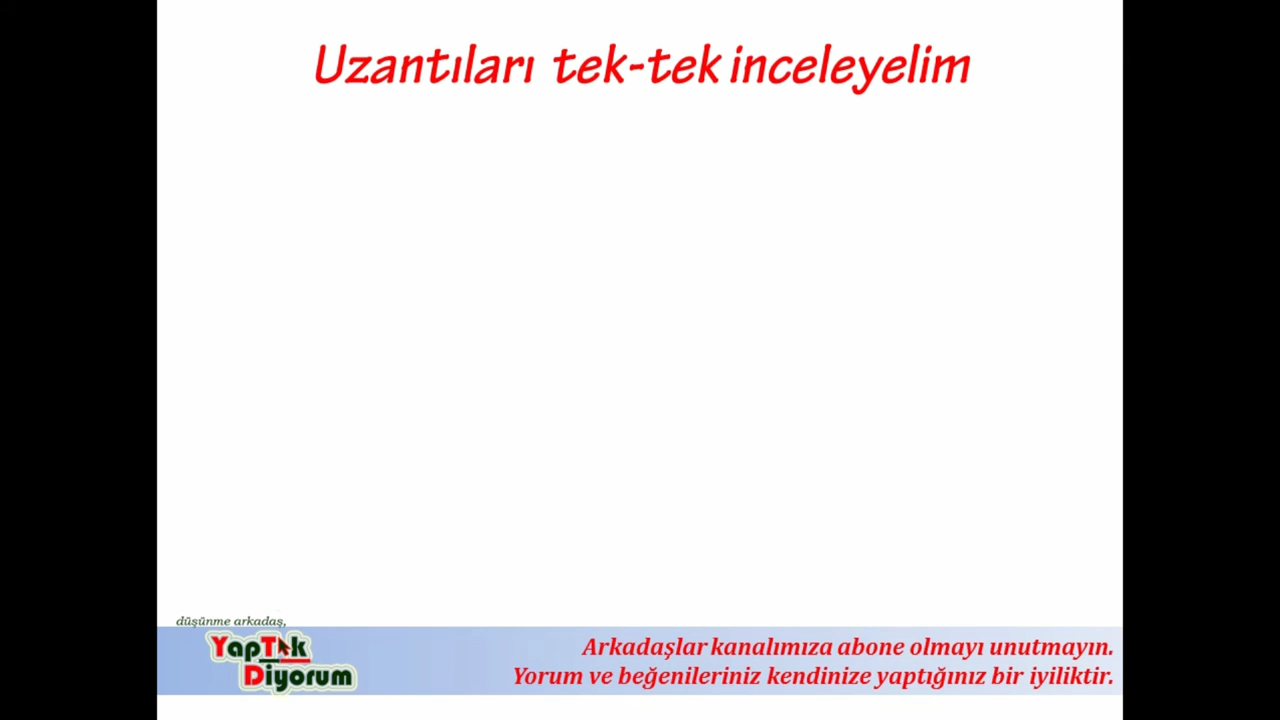 Uzantıları tek-tek inceleyelim
düşünme arkadaş,
YapTek
Diyorum
Arkadaşlar kanalımıza abone olmayı unutmayın.
Yorum ve beğenileriniz kendinize yaptığınız bir iyiliktir.